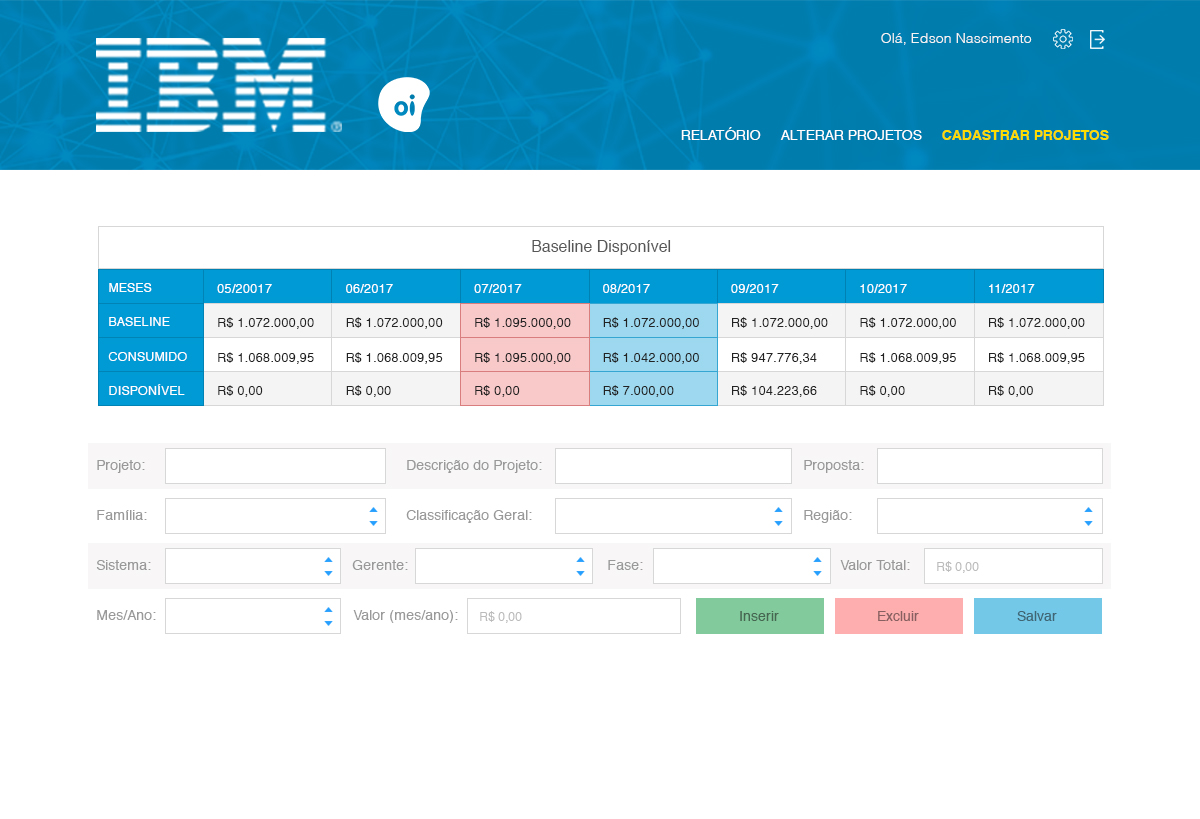 Olá, Edson Nascimento
IBM®
oi
RELATÓRIO ALTERAR PROJETOS CADASTRAR PROJETOS
Baseline Disponível
MESES 05/20017 06/2017 07/2017 08/2017 09/2017 10/2017 11/2017
BASELINE R$ 1.072.000,00 R$ 1.072.000,00 R$ 1.095.000,00 R$ 1.072.000,00 R$ 1.072.000,00 R$ 1.072.000,00 R$ 1.072.000,00
CONSUMIDO R$ 1.068.009,95 R$ 1.068.009,95 R$ 1.095.000,00 R$ 1.042.000,00 R$ 947.776,34 R$ 1.068.009,95 R$ 1.068.009,95
DISPONÍVEL R$ 0,00 R$ 0,00 R$ 0,00 R$ 7.000,00 R$ 104.223,66 R$ 0,00 R$ 0,00
Projeto: Descrição do Projeto: Proposta:
Família: Classificação Geral: Região:
Sistema: Gerente: Fase: Valor Total: R$ 0,00
Mes/Ano: Valor (mes/ano): R$ 0,00 Inserir Excluir Salvar